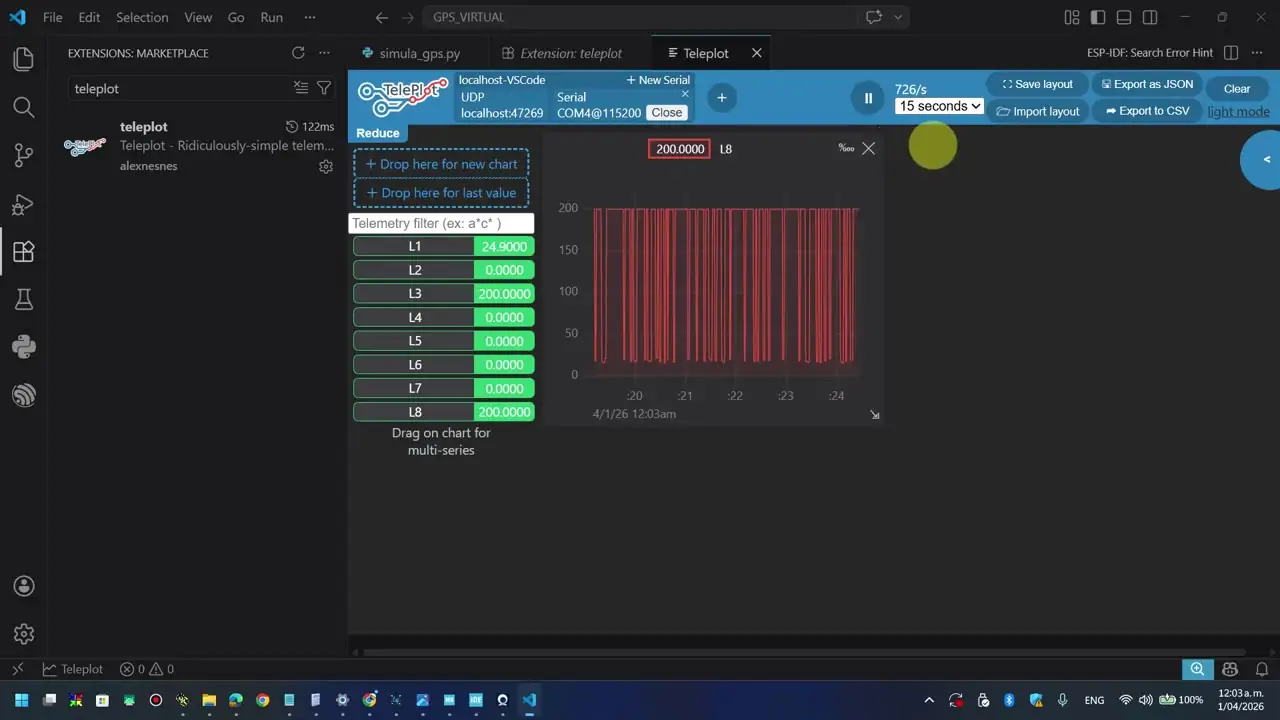 File Edit Selection View Go Run ···
GPS_VIRTUAL
EXTENSIONS: MARKETPLACE
teleplot
teleplot 122ms
Teleplot - Ridiculously-simple telem...
alexnesnes
simula_gps.py
Extension: teleplot
Teleplot
ESP-IDF: Search Error Hint
TelePlot
localhost-VSCode + New Serial
UDP
localhost:47269
Serial
COM4@115200 Close
+
726/s
15 seconds
Save layout
Import layout
Export as JSON
Export to CSV
Clear
light mode
<
Reduce
+ Drop here for new chart
+ Drop here for last value
Telemetry filter (ex: a*c* )
L1 24.9000
L2 0.0000
L3 200.0000
L4 0.0000
L5 0.0000
L6 0.0000
L7 0.0000
L8 200.0000
Drag on chart for
multi-series
200.0000 L8
200
150
100
50
0
:20 :21 :22 :23 :24
4/1/26 12:03am
Teleplot 0 0
ENG 100% 12:03 a. m.
1/04/2026